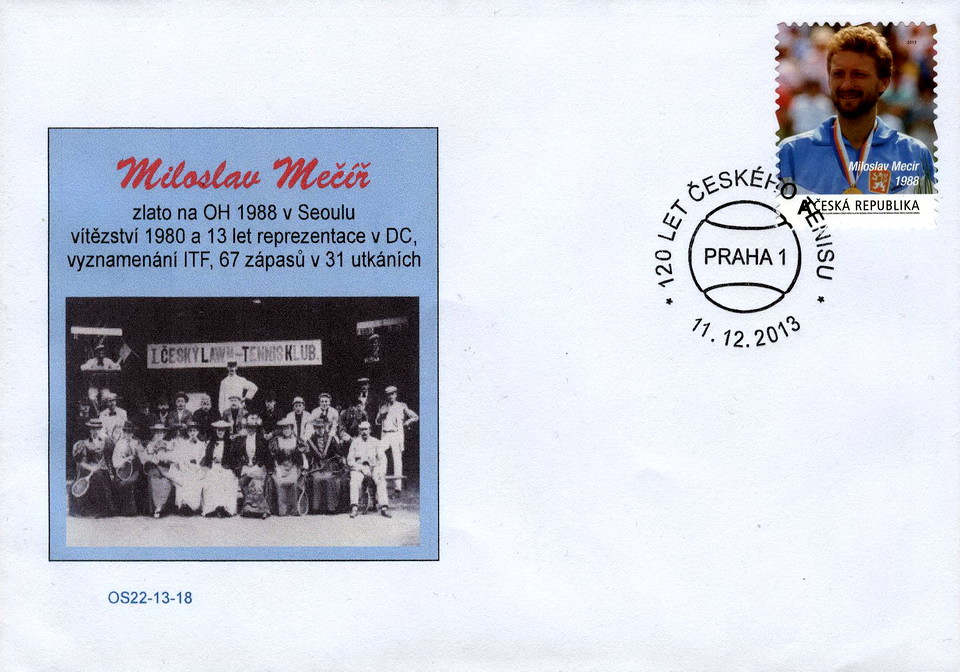 Miloslav Mečíř
zlato na OH 1988 v Seoulu
vítězství 1980 a 13 let reprezentace v DC,
vyznamenání ITF, 67 zápasů v 31 utkáních
I. ČESKÝ LAWN-TENNIS KLUB.
OS22-13-18
2013
Miloslav Mecir
1988
ČESKÁ REPUBLIKA
* 120 LET ČESKÉHO TENISU *
PRAHA 1
11.12.2013